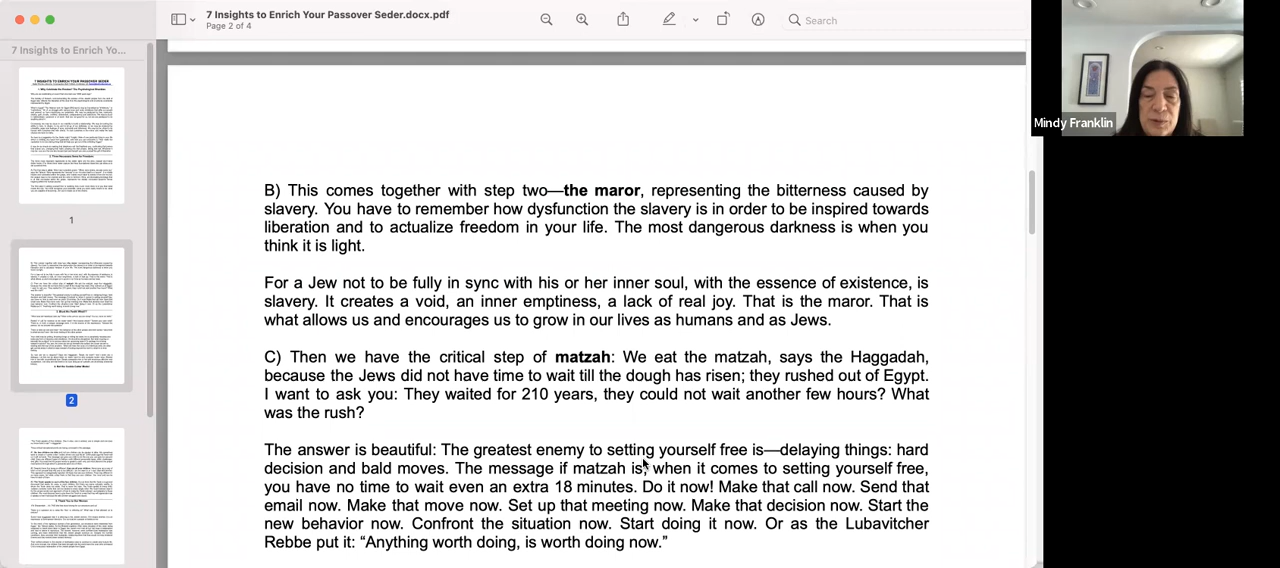 7 Insights to Enrich Your Passover Seder.docx.pdf
Page 2 of 4
Search
7 Insights to Enrich Yo...
7 INSIGHTS TO ENRICH YOUR PASSOVER SEDER
1
2
Mindy Franklin
B) This comes together with step two—the maror, representing the bitterness caused by
slavery. You have to remember how dysfunction the slavery is in order to be inspired towards
liberation and to actualize freedom in your life. The most dangerous darkness is when you
think it is light.
For a Jew not to be fully in sync with his or her inner soul, with the essence of existence, is
slavery. It creates a void, an inner emptiness, a lack of real joy. That is the maror. That is
what allows us and encourages us to grow in our lives as humans and as Jews.
C) Then we have the critical step of matzah: We eat the matzah, says the Haggadah,
because the Jews did not have time to wait till the dough has risen; they rushed out of Egypt.
I want to ask you: They waited for 210 years, they could not wait another few hours? What
was the rush?
The answer is beautiful: The greatest enemy to setting yourself free is—delaying things: hard
decision and bald moves. The message if matzah is, when it comes to setting yourself free,
you have no time to wait even extra 18 minutes. Do it now! Make that call now. Send that
email now. Make that move now. Set up that meeting now. Make that decision now. Start the
new behavior now. Confront the situation now. Start doing it now. Or as the Lubavitcher
Rebbe put it: “Anything worth doing, is worth doing now.”